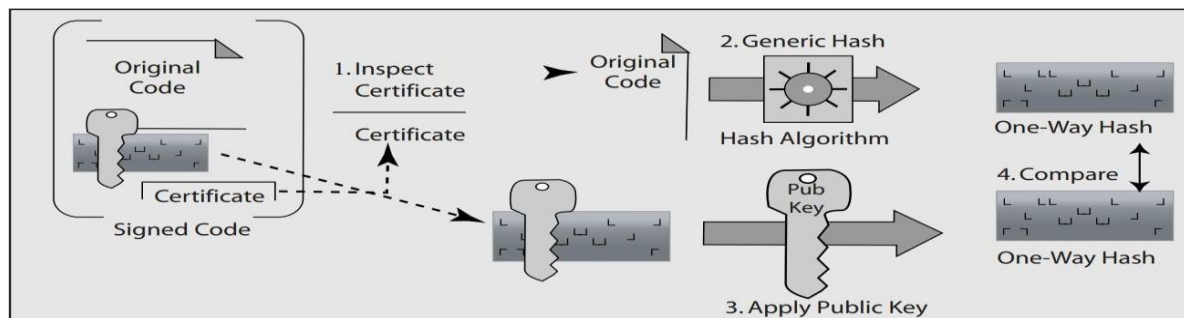 Original
Code
Certificate
Signed Code
1. Inspect
Certificate
Certificate
Original
Code
2. Generic Hash
Hash Algorithm
Pub
Key
3. Apply Public Key
One-Way Hash
4. Compare
One-Way Hash